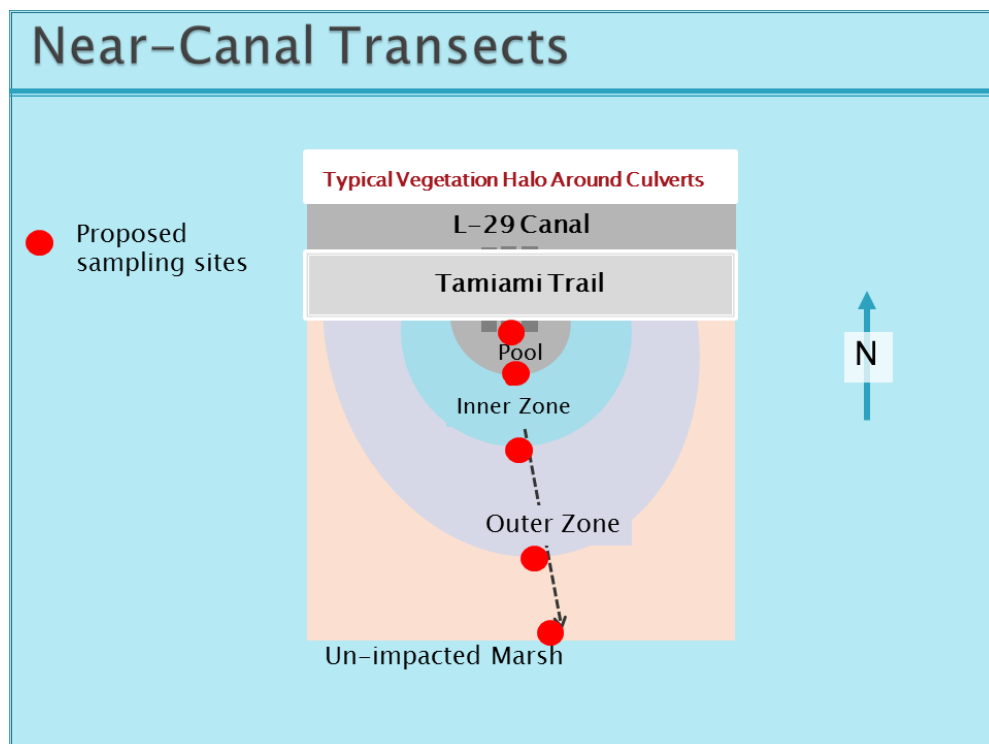 Near-Canal Transects
Typical Vegetation Halo Around Culverts
L-29 Canal
Proposed
sampling sites
Tamiami Trail
N
Pool
Inner Zone
Outer Zone
Un-impacted Marsh